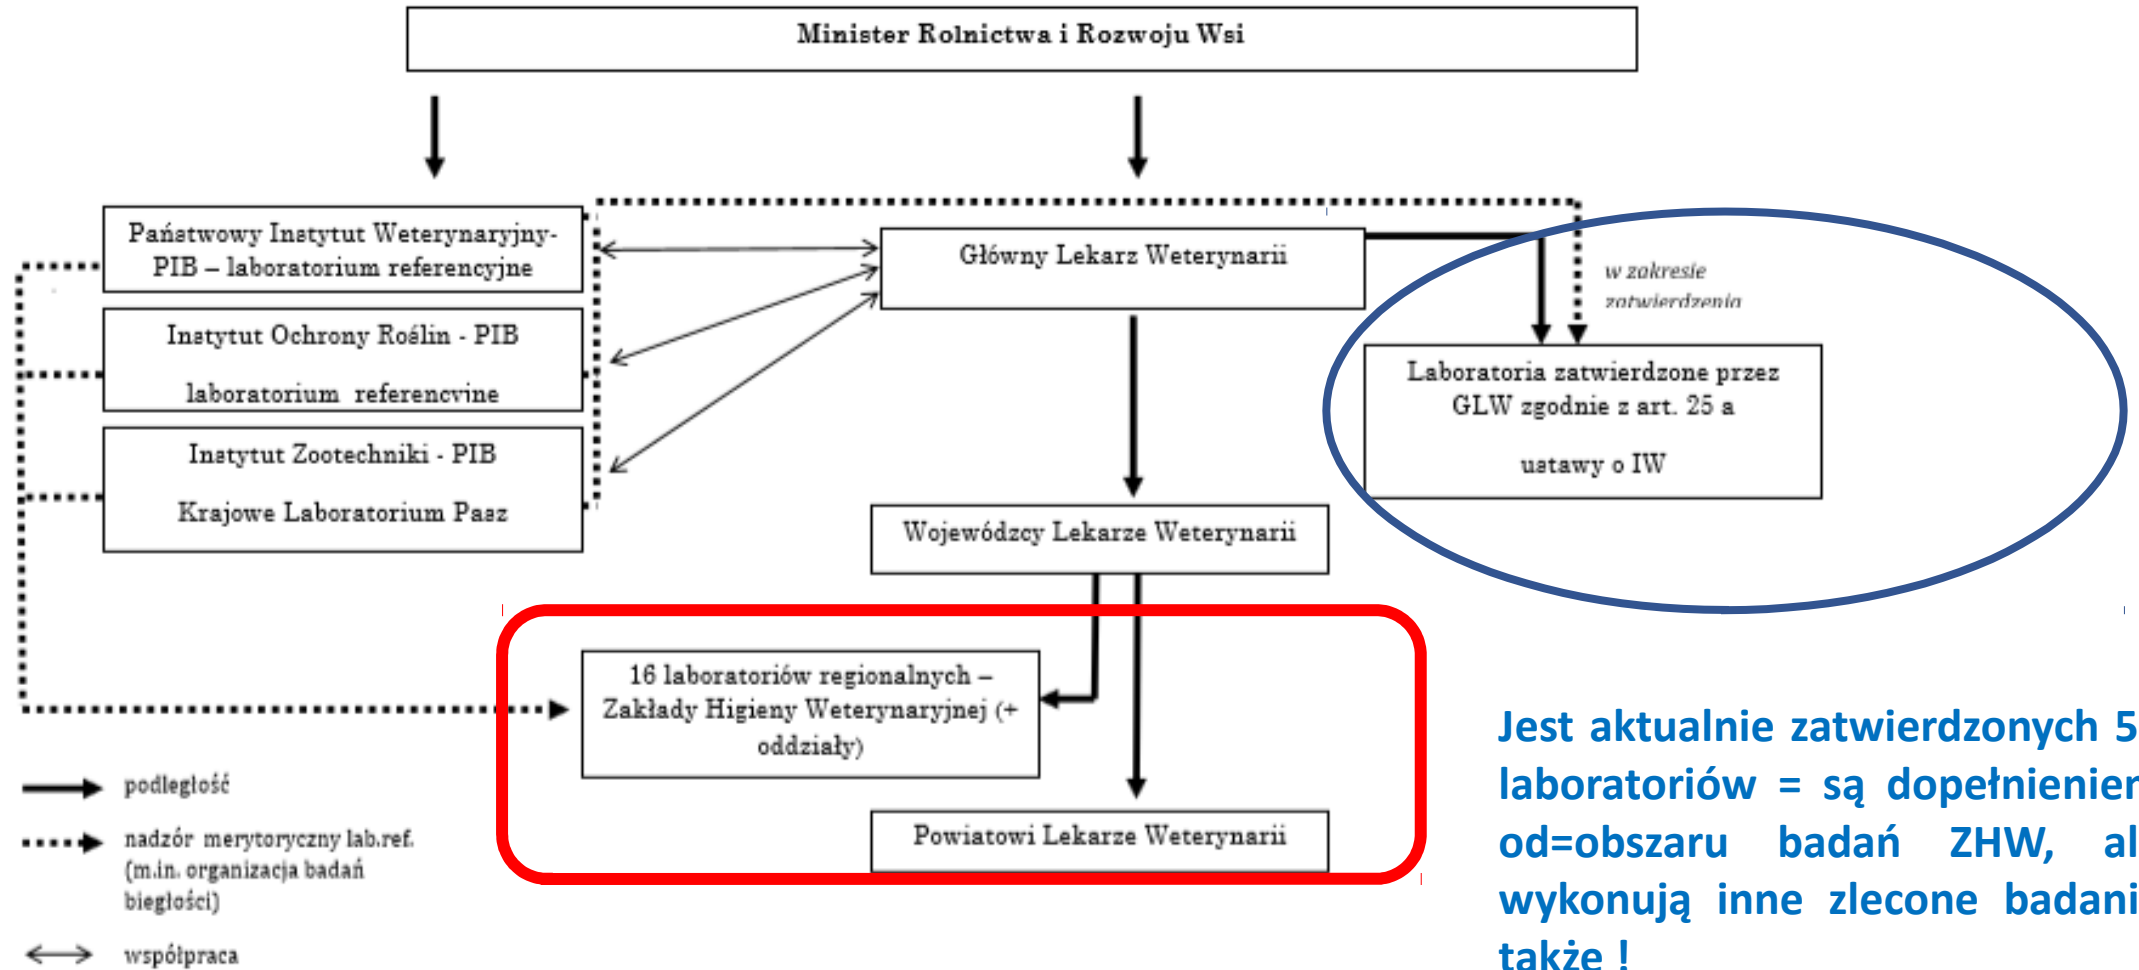 Minister Rolnictwa i Rozwoju Wsi
Państwowy Instytut Weterynaryjny-
PIB – laboratorium referencyjne
Główny Lekarz Weterynarii
w zakresie
zatwierdzenia
Instytut Ochrony Roślin - PIB
laboratorium referencyjne
Laboratoria zatwierdzone przez
GLW zgodnie z art. 25 a
ustawy o IW
Instytut Zootechniki - PIB
Krajowe Laboratorium Pasz
Wojewódzcy Lekarze Weterynarii
16 laboratoriów regionalnych –
Zakłady Higieny Weterynaryjnej (+
oddziały)
Powiatowi Lekarze Weterynarii
podległość
nadzór merytoryczny lab.ref.
(m.in. organizacja badań
biegłości)
współpraca
Jest aktualnie zatwierdzonych 5
laboratoriów = są dopełnieniem
od=obszaru badań ZHW, al
wykonują inne zlecone badani
także !